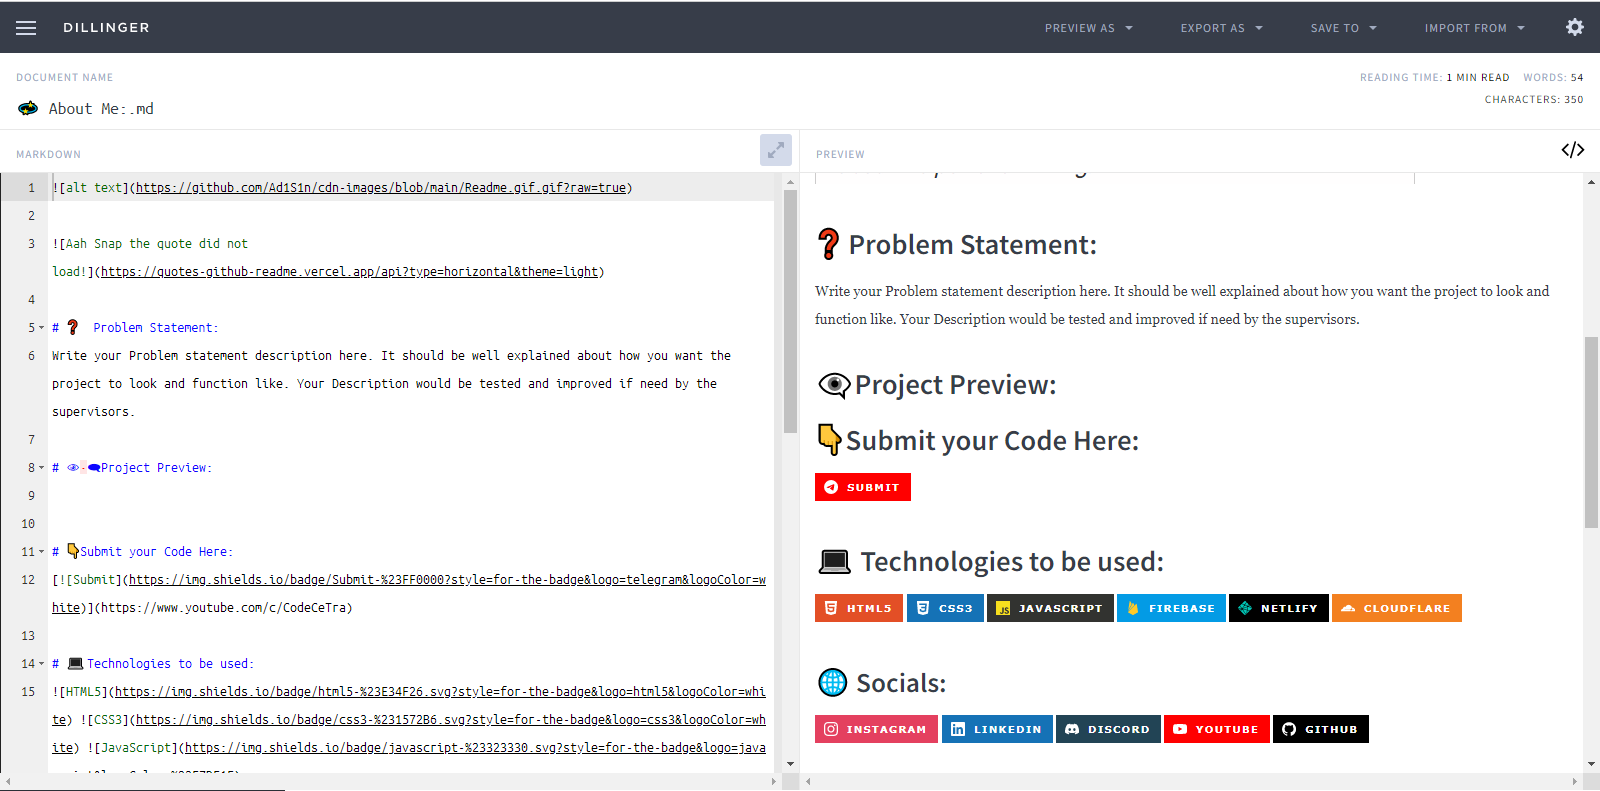 DILLINGER
PREVIEW AS
EXPORT AS
SAVE TO
IMPORT FROM
DOCUMENT NAME
About Me:.md
READING TIME: 1 MIN READ WORDS: 54
CHARACTERS: 350
MARKDOWN
1 ![alt text](https://github.com/Ad1S1n/cdn-images/blob/main/Readme.gif.gif?raw=true)
2
3 ![Aah Snap the quote did not
load!](https://quotes-github-readme.vercel.app/api?type=horizontal&theme=light)
4
5 # ❓ Problem Statement:
6 Write your Problem statement description here. It should be well explained about how you want the
project to look and function like. Your Description would be tested and improved if need by the
supervisors.
7
8 # 👁-🗨Project Preview:
9
10
11 # 👇Submit your Code Here:
12 [![Submit](https://img.shields.io/badge/Submit-%23FF0000?style=for-the-badge&logo=telegram&logoColor=w
hite)](https://www.youtube.com/c/CodeCeTra)
13
14 # 💻Technologies to be used:
15 ![HTML5](https://img.shields.io/badge/html5-%23E34F26.svg?style=for-the-badge&logo=html5&logoColor=whi
te) ![CSS3](https://img.shields.io/badge/css3-%231572B6.svg?style=for-the-badge&logo=css3&logoColor=wh
ite) ![JavaScript](https://img.shields.io/badge/javascript-%23323330.svg?style=for-the-badge&logo=java
PREVIEW
</>
❓ Problem Statement:
Write your Problem statement description here. It should be well explained about how you want the project to look and
function like. Your Description would be tested and improved if need by the supervisors.
👁‍🗨Project Preview:
👇Submit your Code Here:
SUBMIT
💻 Technologies to be used:
HTML5 CSS3 JS JAVASCRIPT FIREBASE NETLIFY CLOUDFLARE
🌐 Socials:
INSTAGRAM LINKEDIN DISCORD YOUTUBE GITHUB